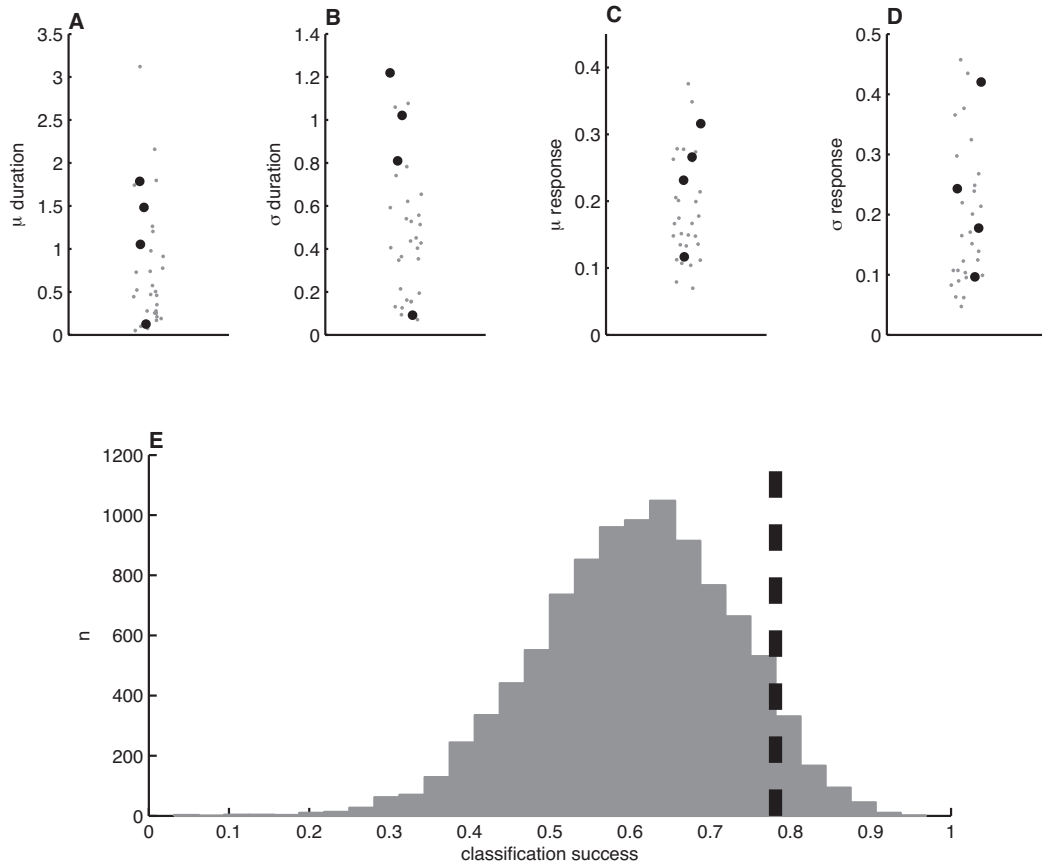 A
3.5
3
2.5
2
1.5
1
0.5
0
μ duration
B
1.4
1.2
1
0.8
0.6
0.4
0.2
0
σ duration
C
0.4
0.3
0.2
0.1
0
μ response
D
0.5
0.4
0.3
0.2
0.1
0
σ response
E
1200
1000
800
600
400
200
0
n
0 0.1 0.2 0.3 0.4 0.5 0.6 0.7 0.8 0.9 1
classification success